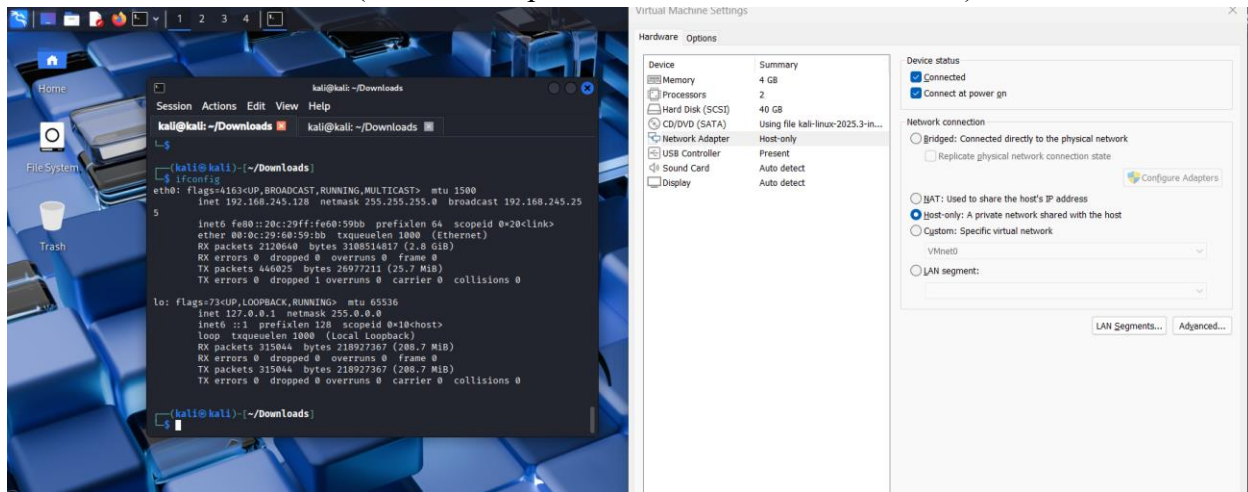 1 2 3 4
Home
File System
Trash
kali@kali: ~/Downloads
Session Actions Edit View Help
kali@kali: ~/Downloads kali@kali: ~/Downloads
└─$
┌──(kali㉿kali)-[~/Downloads]
└─$ ifconfig
eth0: flags=4163<UP,BROADCAST,RUNNING,MULTICAST> mtu 1500
inet 192.168.245.128 netmask 255.255.255.0 broadcast 192.168.245.25
5
inet6 fe80::20c:29ff:fe60:59bb prefixlen 64 scopeid 0×20<link>
ether 00:0c:29:60:59:bb txqueuelen 1000 (Ethernet)
RX packets 2120640 bytes 3108514817 (2.8 GiB)
RX errors 0 dropped 0 overruns 0 frame 0
TX packets 446025 bytes 26977211 (25.7 MiB)
TX errors 0 dropped 1 overruns 0 carrier 0 collisions 0
lo: flags=73<UP,LOOPBACK,RUNNING> mtu 65536
inet 127.0.0.1 netmask 255.0.0.0
inet6 ::1 prefixlen 128 scopeid 0×10<host>
loop txqueuelen 1000 (Local Loopback)
RX packets 315044 bytes 218927367 (208.7 MiB)
RX errors 0 dropped 0 overruns 0 frame 0
TX packets 315044 bytes 218927367 (208.7 MiB)
TX errors 0 dropped 0 overruns 0 carrier 0 collisions 0
┌──(kali㉿kali)-[~/Downloads]
└─$
Virtual Machine Settings
Hardware Options
Device Summary
Memory 4 GB
Processors 2
Hard Disk (SCSI) 40 GB
CD/DVD (SATA) Using file kali-linux-2025.3-in...
Network Adapter Host-only
USB Controller Present
Sound Card Auto detect
Display Auto detect
Device status
Connected
Connect at power on
Network connection
Bridged: Connected directly to the physical network
Replicate physical network connection state
Configure Adapters
NAT: Used to share the host's IP address
Host-only: A private network shared with the host
Custom: Specific virtual network
VMnet0
LAN segment:
LAN Segments... Advanced...